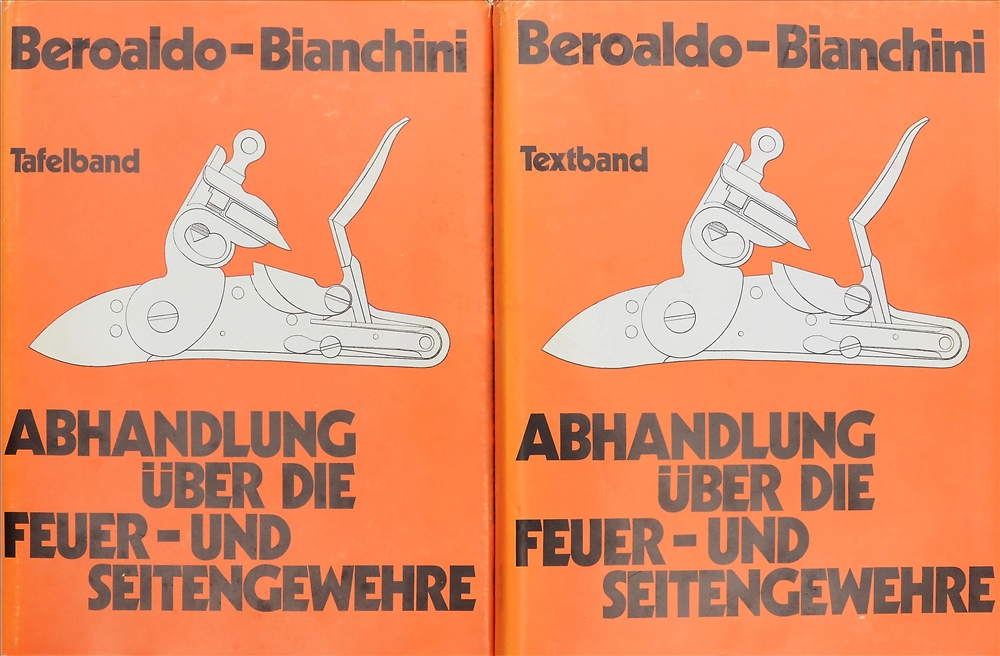 Beroaldo-Bianchini
Tafelband
ABHANDLUNG
ÜBER DIE
FEUER-UND
SEITENGEWEHRE
Beroaldo-Bianchini
Textband
ABHANDLUNG
ÜBER DIE
FEUER-UND
SEITENGEWEHRE